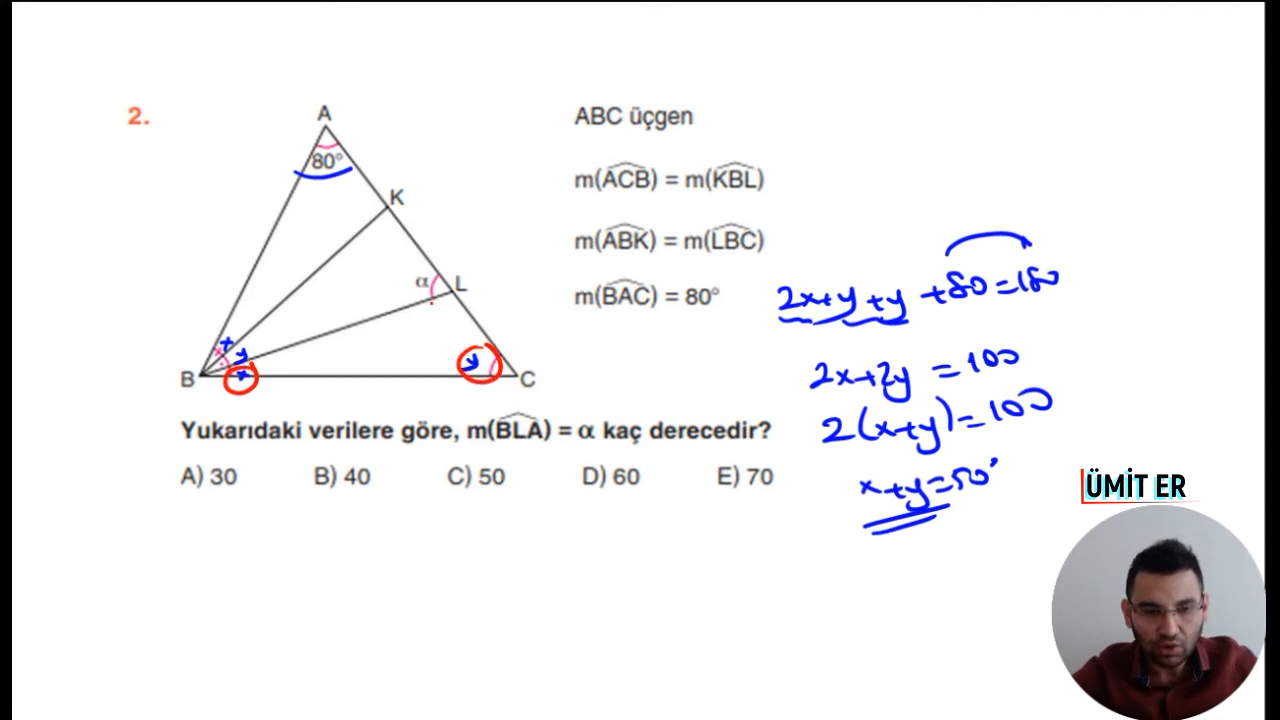 2.
A
80°
K
α
L
x
y
B
x
y
C
ABC üçgen
m(ACB) = m(KBL)
m(ABK) = m(LBC)
m(BAC) = 80°
2x+y+y+80=180
2x+2y=100
2(x+y)=100
x+y=50°
Yukarıdaki verilere göre, m(BLA) = α kaç derecedir?
A) 30 B) 40 C) 50 D) 60 E) 70
ÜMİT ER